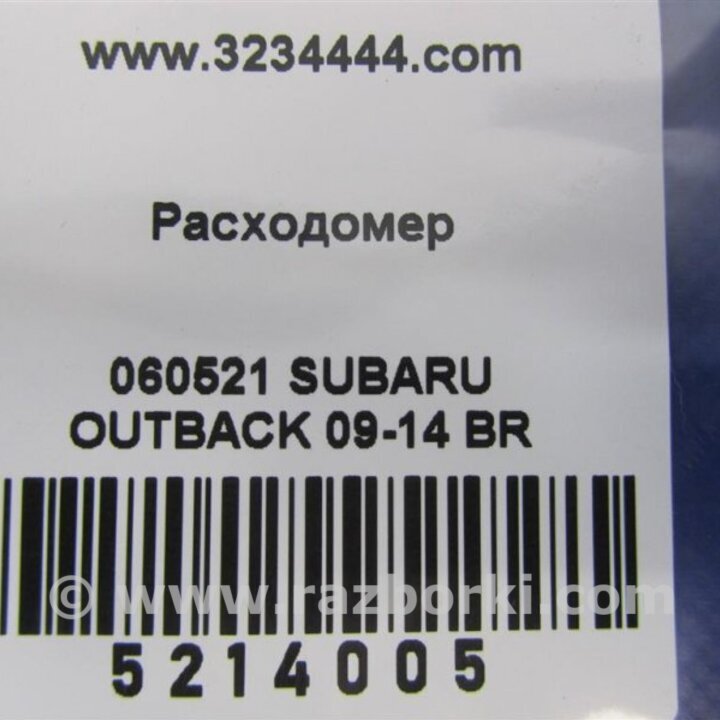 www.3234444.com
Расходомер
060521 SUBARU
OUTBACK 09-14 BR
© www.razborki.com
5214005